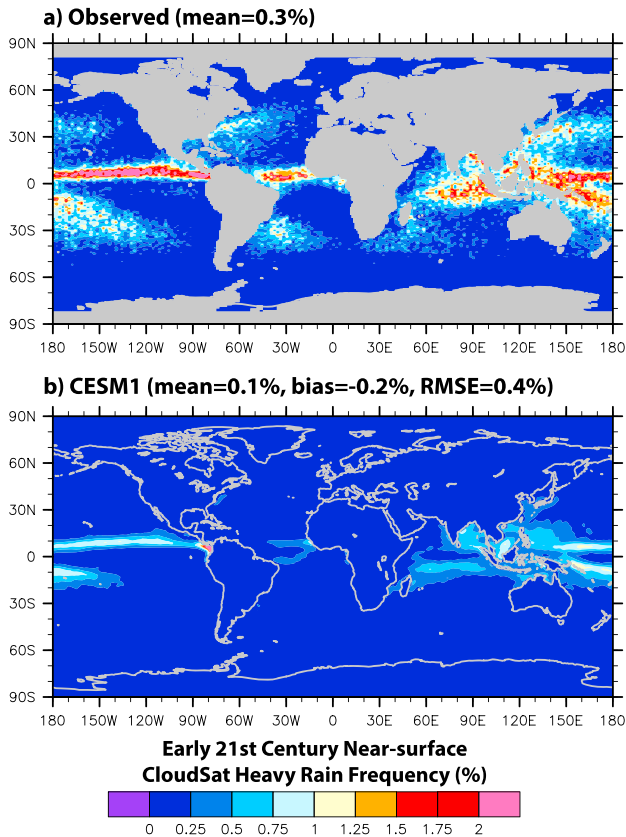 a) Observed (mean=0.3%)
90N
60N
30N
0
30S
60S
90S
180 150W 120W 90W 60W 30W 0 30E 60E 90E 120E 150E 180
b) CESM1 (mean=0.1%, bias=-0.2%, RMSE=0.4%)
90N
60N
30N
0
30S
60S
90S
180 150W 120W 90W 60W 30W 0 30E 60E 90E 120E 150E 180
Early 21st Century Near-surface
CloudSat Heavy Rain Frequency (%)
0 0.25 0.5 0.75 1 1.25 1.5 1.75 2